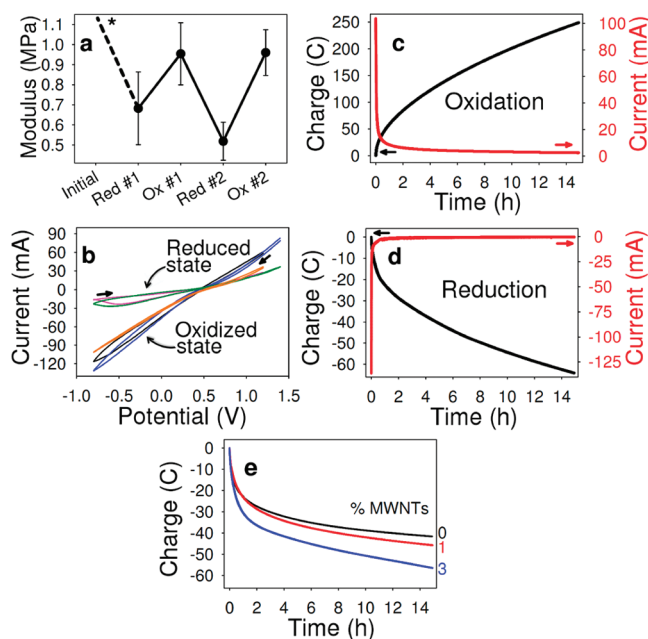 a
*
Modulus (MPa)
1.1
1.0
0.9
0.8
0.7
0.6
0.5
Initial
Red #1
Ox #1
Red #2
Ox #2
c
Charge (C)
250
200
150
100
50
0
Oxidation
Current (mA)
100
80
60
40
20
0
0 2 4 6 8 10 12 14
Time (h)
b
Current (mA)
90
60
30
0
-30
-60
-90
-120
Reduced
state
Oxidized
state
-1.0 -0.5 0.0 0.5 1.0 1.5
Potential (V)
d
Charge (C)
0
-10
-20
-30
-40
-50
-60
Reduction
Current (mA)
0
-25
-50
-75
-100
-125
0 2 4 6 8 10 12 14
Time (h)
e
Charge (C)
0
-10
-20
-30
-40
-50
-60
% MWNTs
0
1
3
0 2 4 6 8 10 12 14
Time (h)